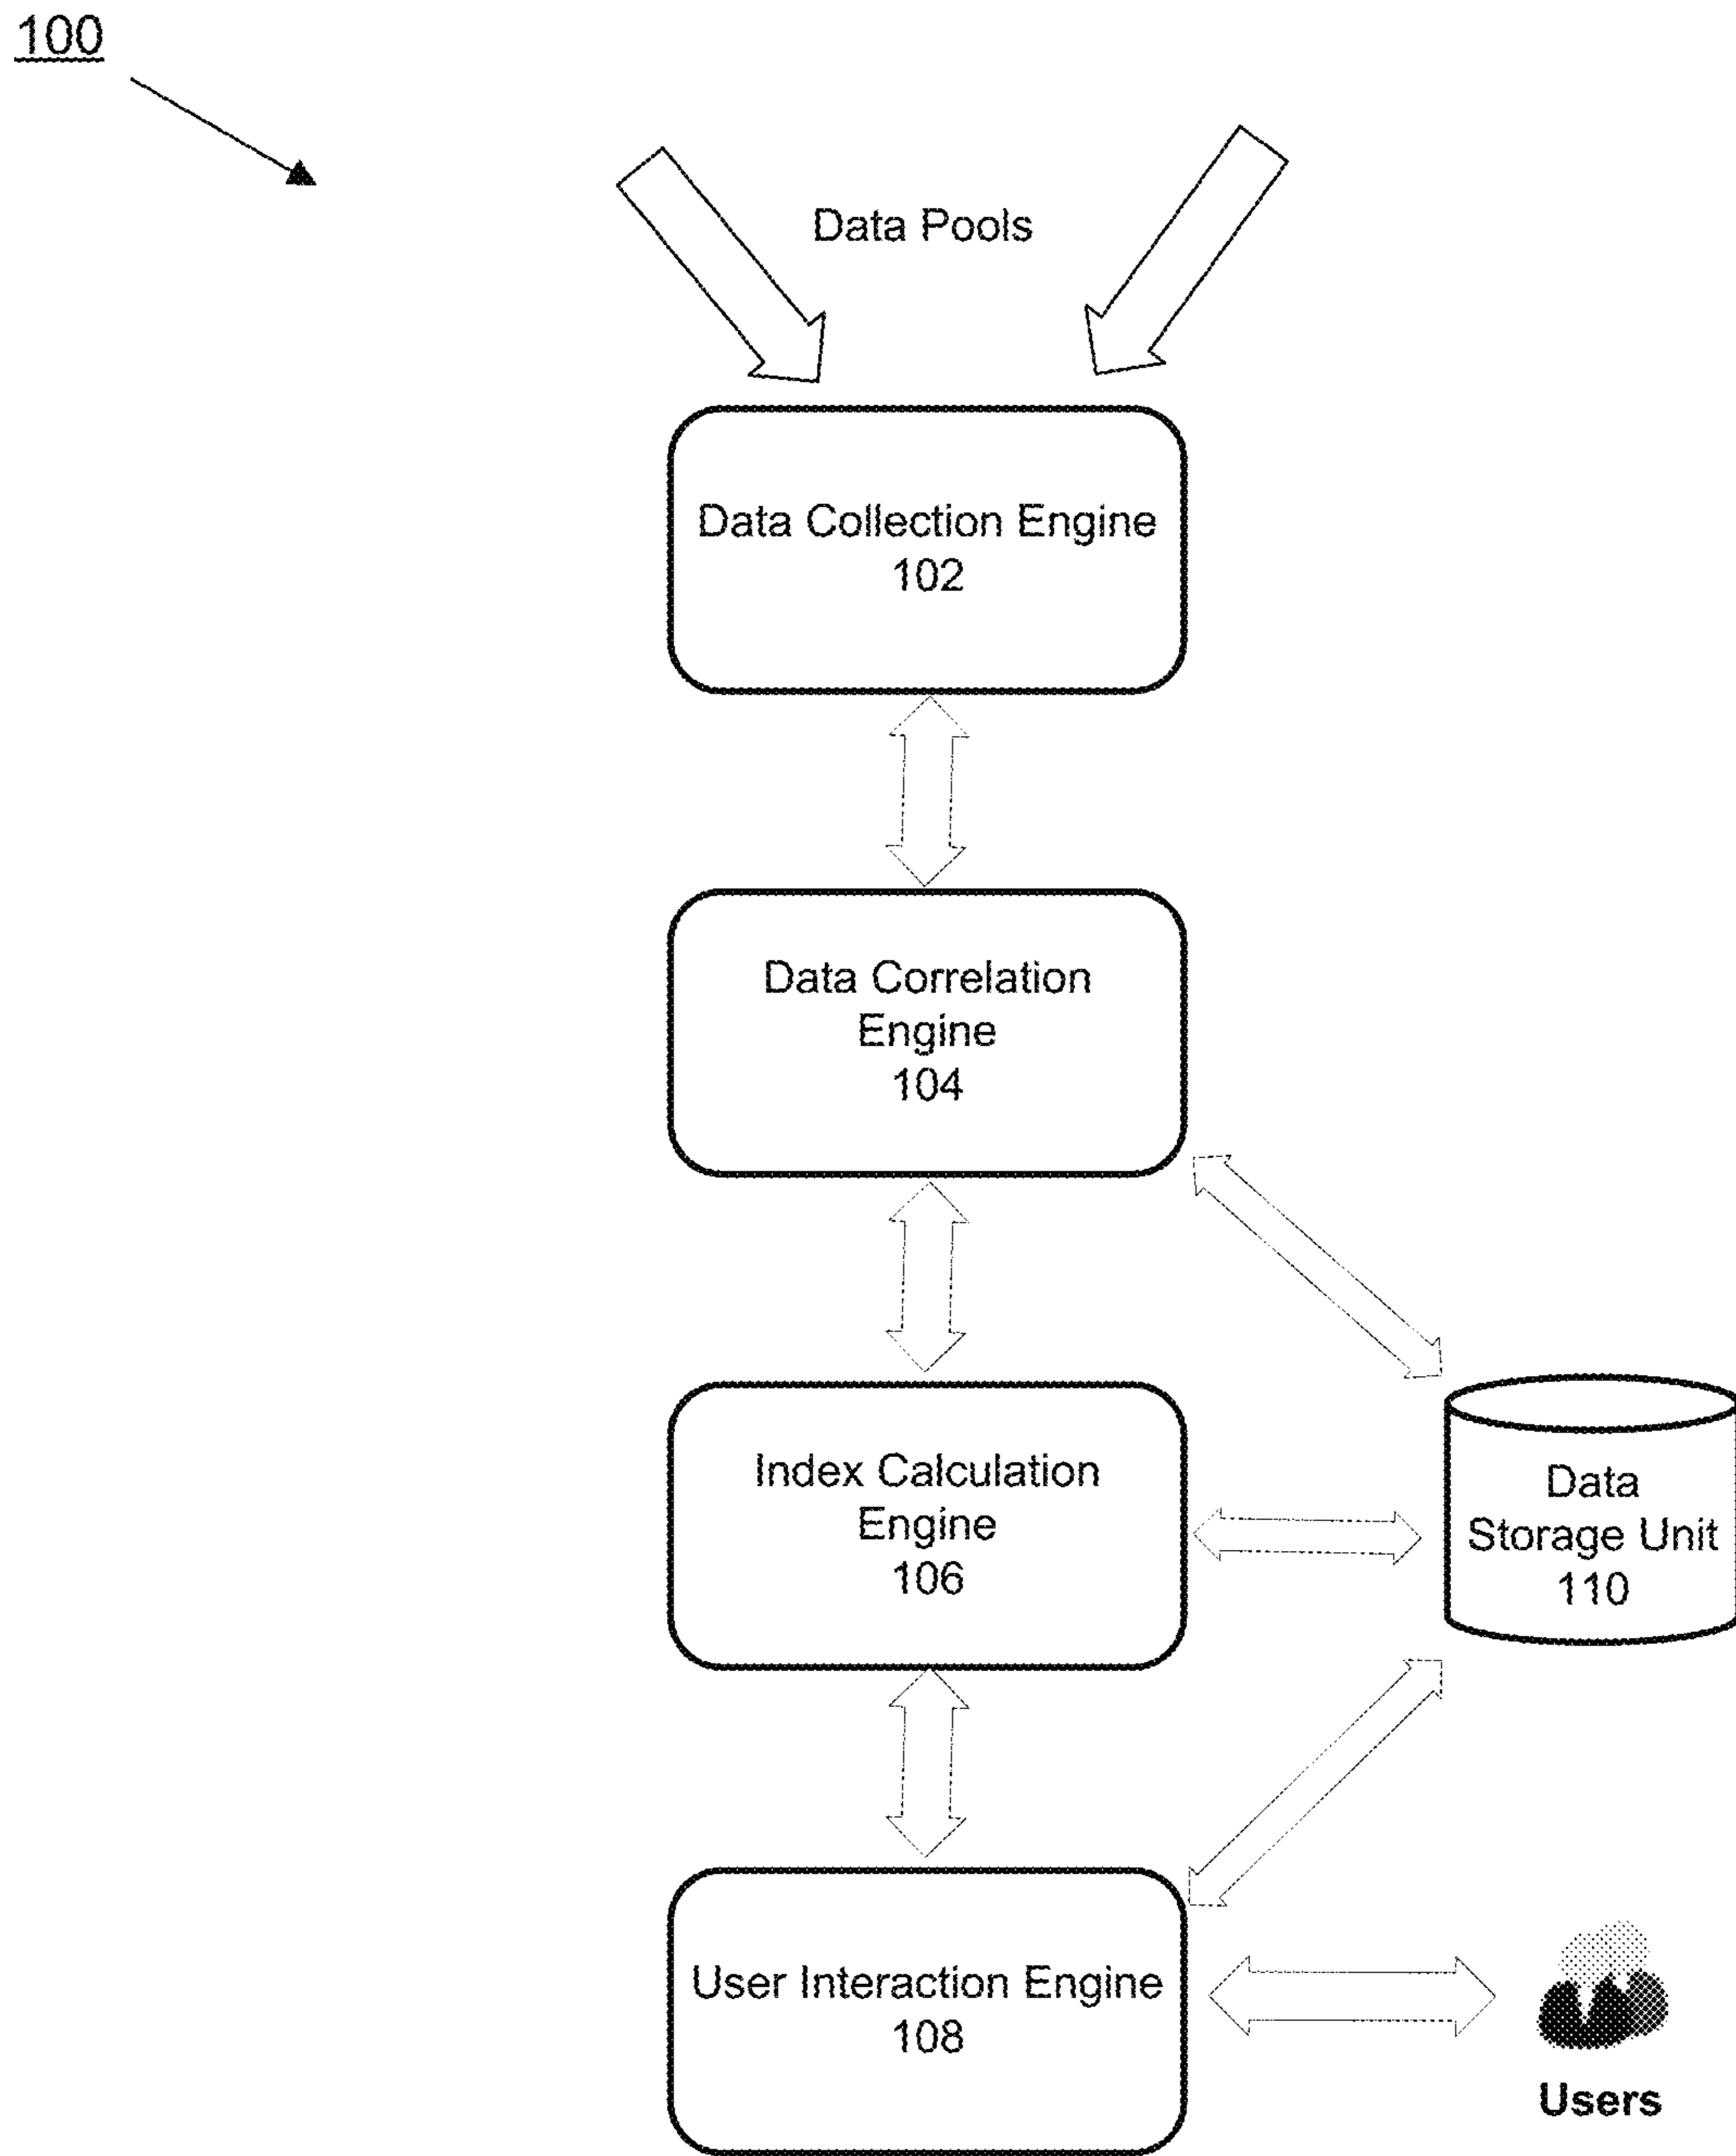 100
Data Pools
Data Collection Engine
102
Data Correlation
Engine
104
Index Calculation
Engine
106
Data
Storage Unit
110
User Interaction Engine
108
Users